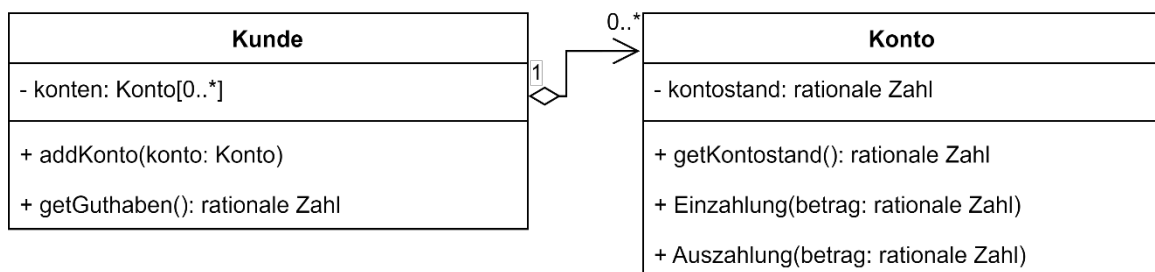 Kunde
- konten: Konto[0..*]
+ addKonto(konto: Konto)
+ getGuthaben(): rationale Zahl
1
0..*
Konto
- kontostand: rationale Zahl
+ getKontostand(): rationale Zahl
+ Einzahlung(betrag: rationale Zahl)
+ Auszahlung(betrag: rationale Zahl)